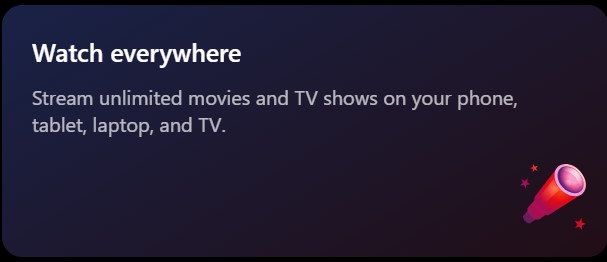 Watch everywhere
Stream unlimited movies and TV shows on your phone,
tablet, laptop, and TV.